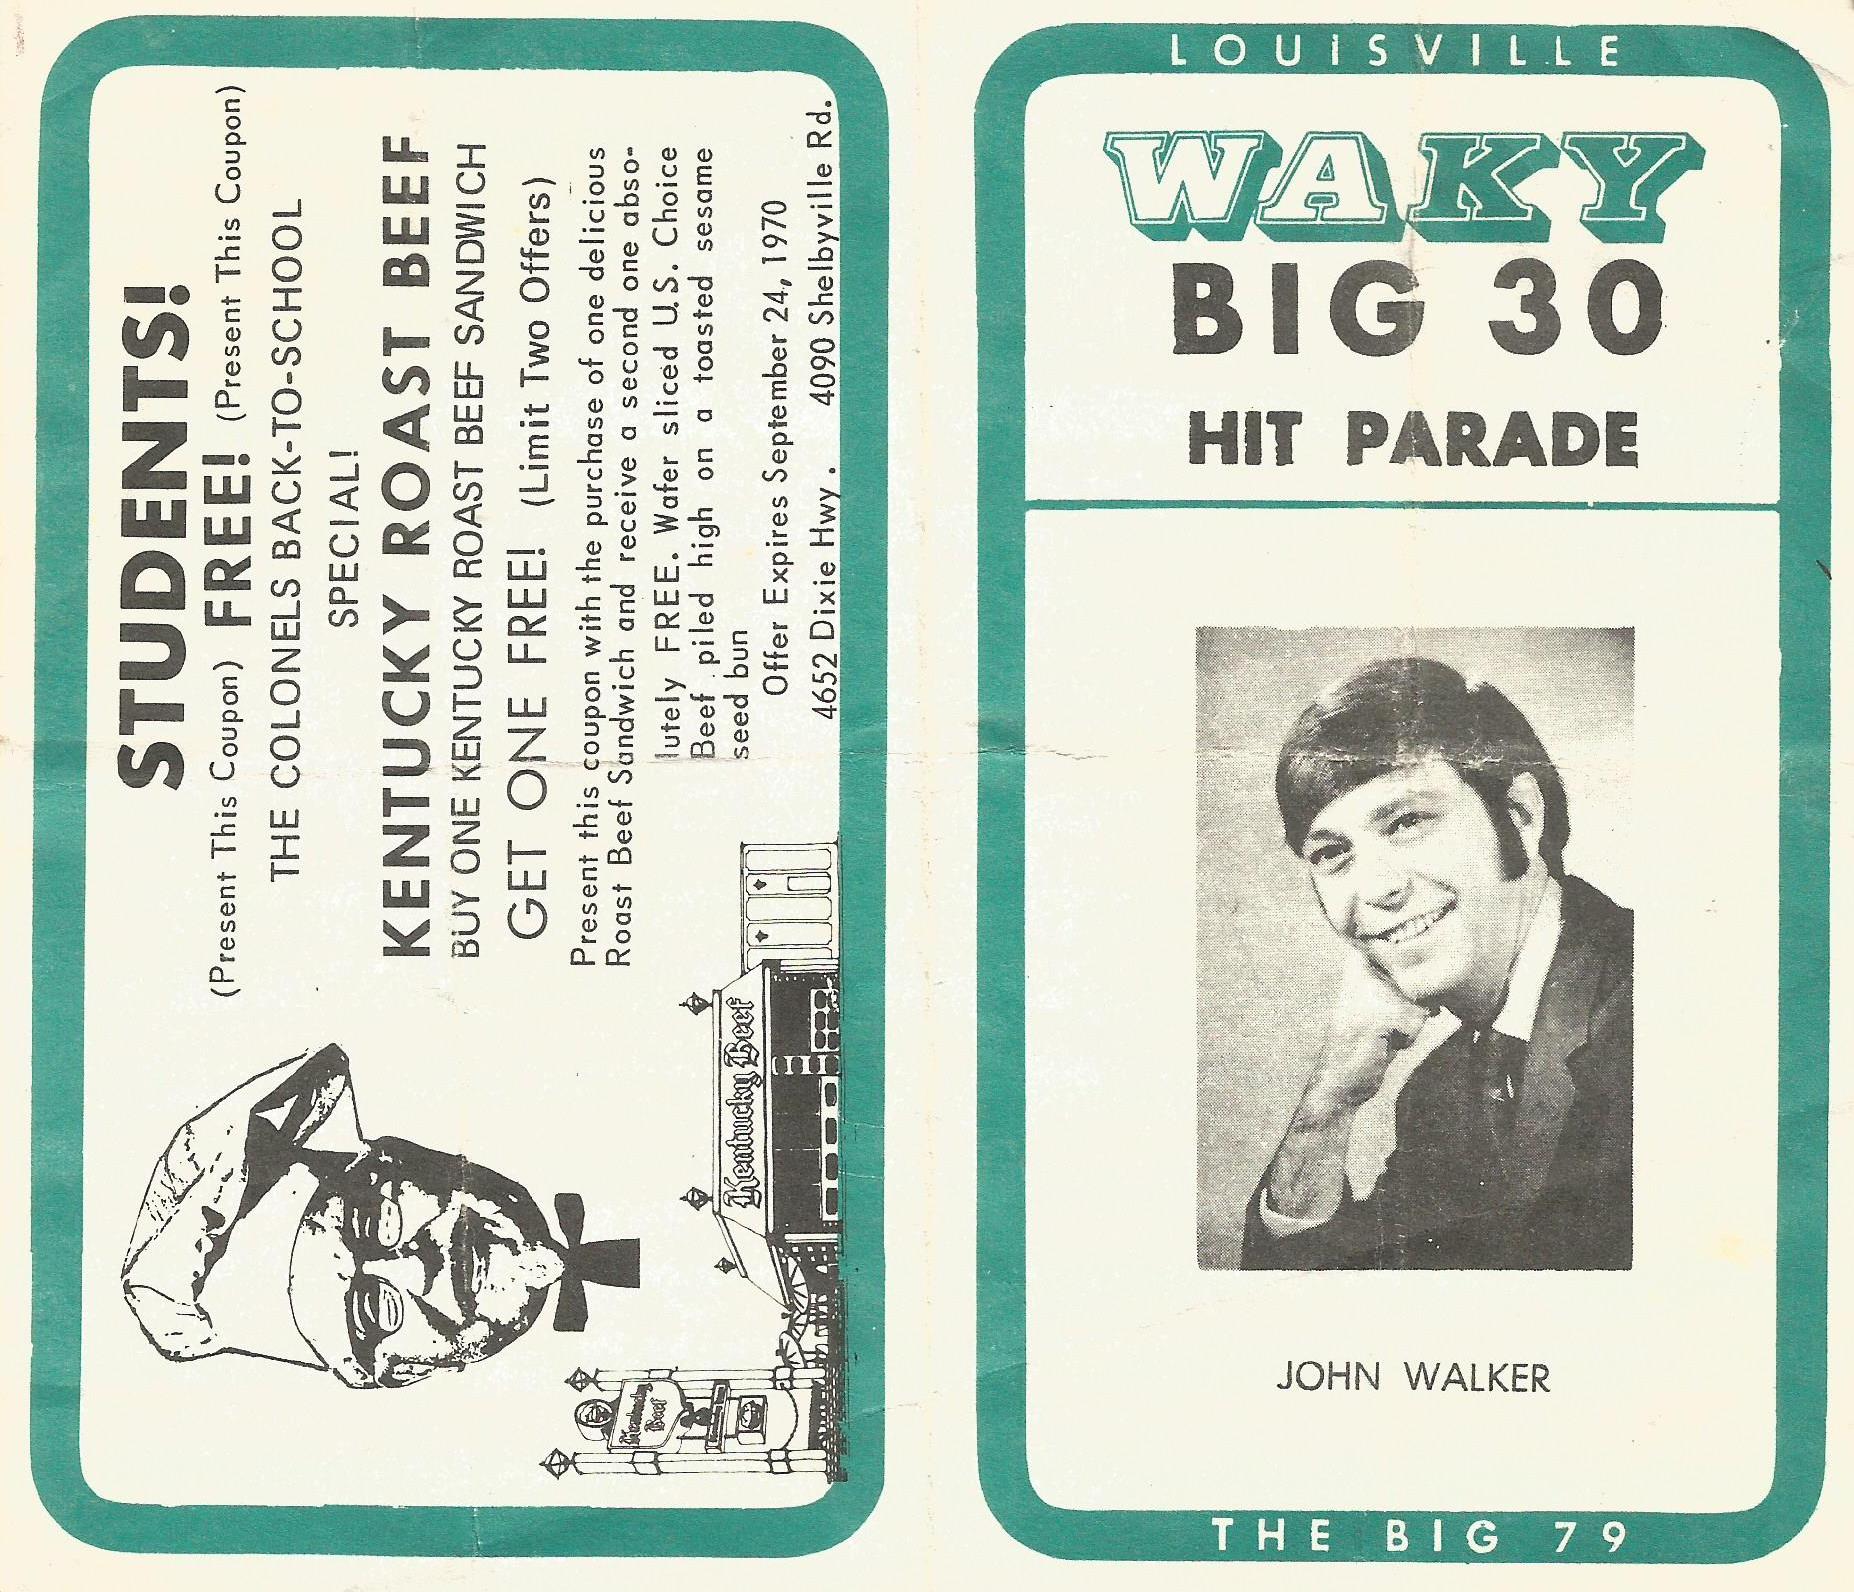 STUDENTS!
(Present This Coupon) FREE! (Present This Coupon)
THE COLONELS BACK-TO-SCHOOL
SPECIAL!
KENTUCKY ROAST BEEF
BUY ONE KENTUCKY ROAST BEEF SANDWICH
GET ONE FREE! (Limit Two Offers)
Present this coupon with the purchase of one delicious
Roast Beef Sandwich and receive a second one abso-
lutely FREE. Wafer sliced U.S. Choice
Beef piled high on a toasted sesame
seed bun
Offer Expires September 24, 1970
4652 Dixie Hwy. 4090 Shelbyville Rd.
Kentucky Beef
Kentucky
Beef
LOUISVILLE
WAKY
BIG 30
HIT PARADE
JOHN WALKER
THE BIG 79